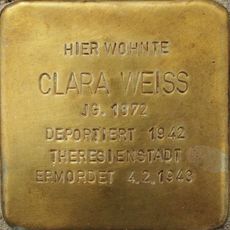 HIER WOHNTE
CLARA WEISS
JG. 1872
DEPORTIERT 1942
THERESIENSTADT
ERMORDET 4.2.1943